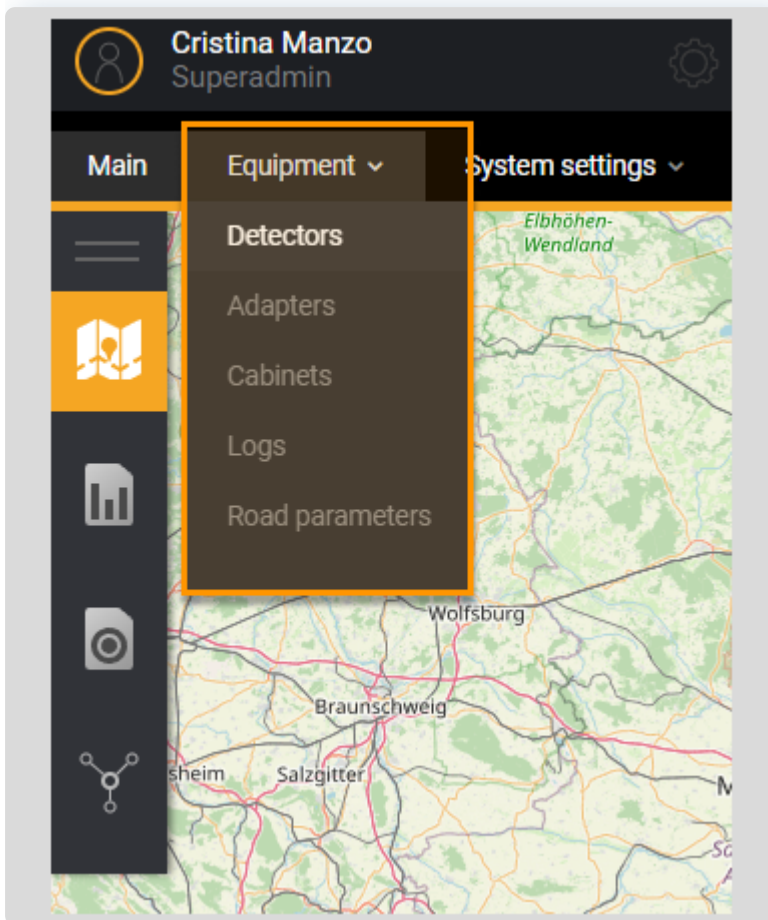 Cristina Manzo
Superadmin
Main Equipment System settings
Detectors
Adapters
Cabinets
Logs
Road parameters
Elbhöhen-
Wendland
Wolfsburg
Braunschweig
sheim Salzgitter
M
Sa
A